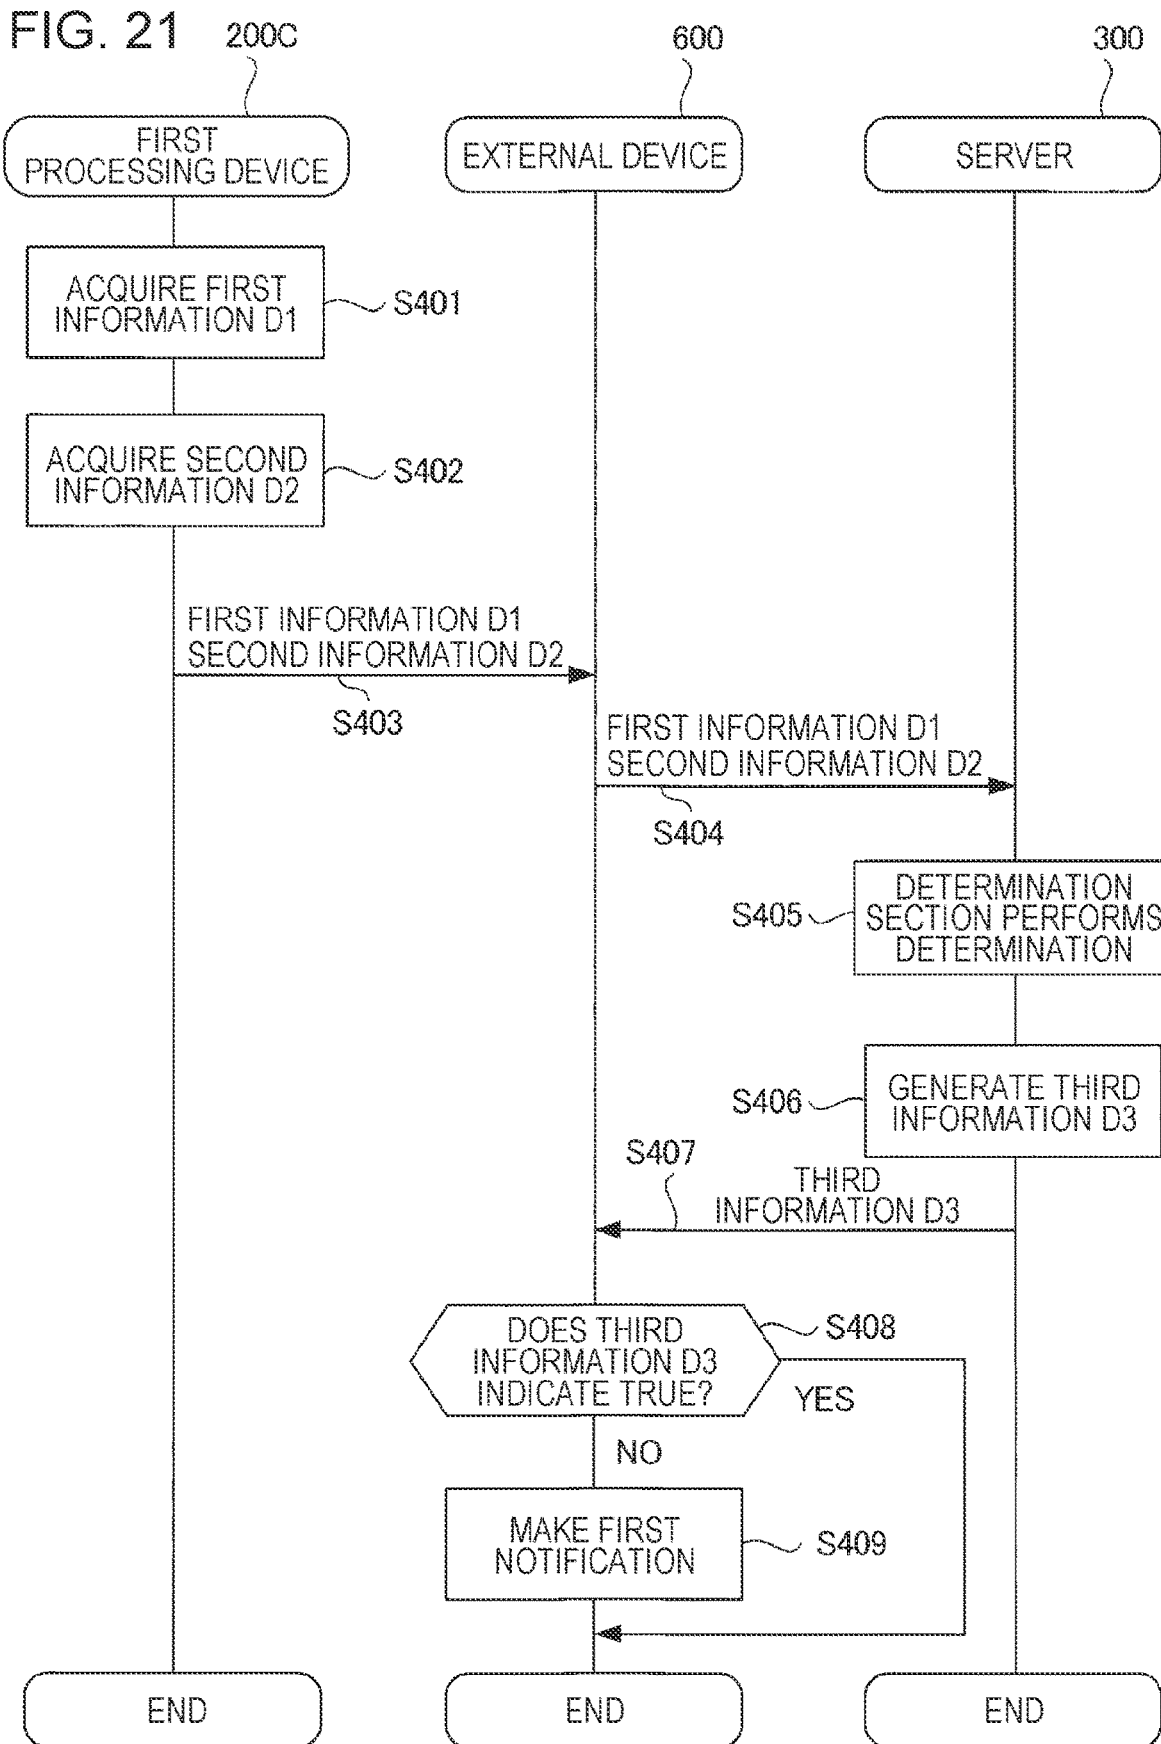 FIG. 21
200C
600
300
FIRST
PROCESSING DEVICE
EXTERNAL DEVICE
SERVER
ACQUIRE FIRST
INFORMATION D1
S401
ACQUIRE SECOND
INFORMATION D2
S402
FIRST INFORMATION D1
SECOND INFORMATION D2
S403
FIRST INFORMATION D1
SECOND INFORMATION D2
S404
S405
DETERMINATION
SECTION PERFORMS
DETERMINATION
S406
GENERATE THIRD
INFORMATION D3
S407
THIRD
INFORMATION D3
DOES THIRD
INFORMATION D3
INDICATE TRUE?
S408
YES
NO
MAKE FIRST
NOTIFICATION
S409
END
END
END